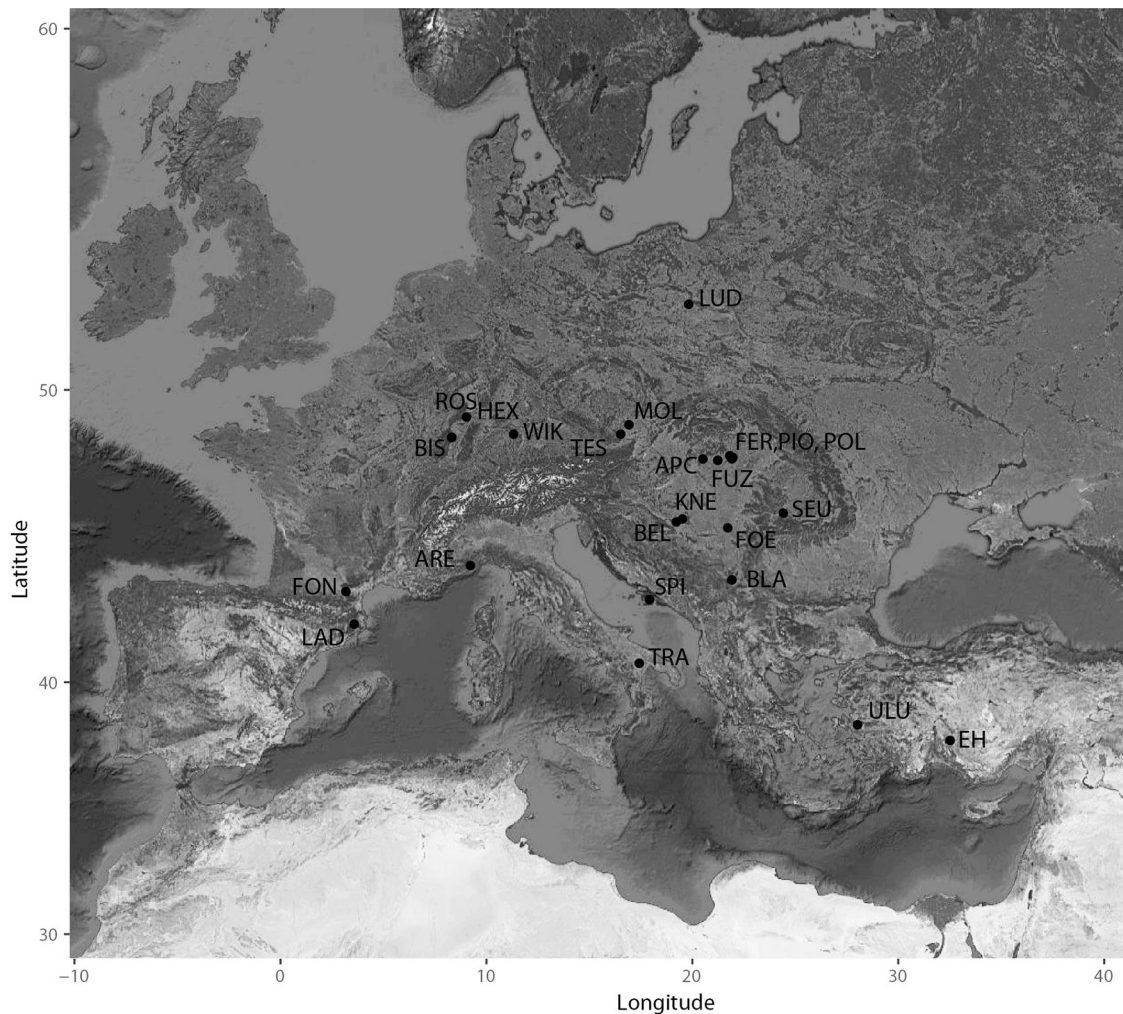 60
LUD
50
ROS
HEX
MOL
BIS
WIK
TES
FER,PIO, POL
APC
FUZ
KNE
SEU
BEL
FOE
ARE
BLA
FON
SPI
LAD
TRA
40
ULU
EH
30
−10 0 10 20 30 40
Longitude
Latitude